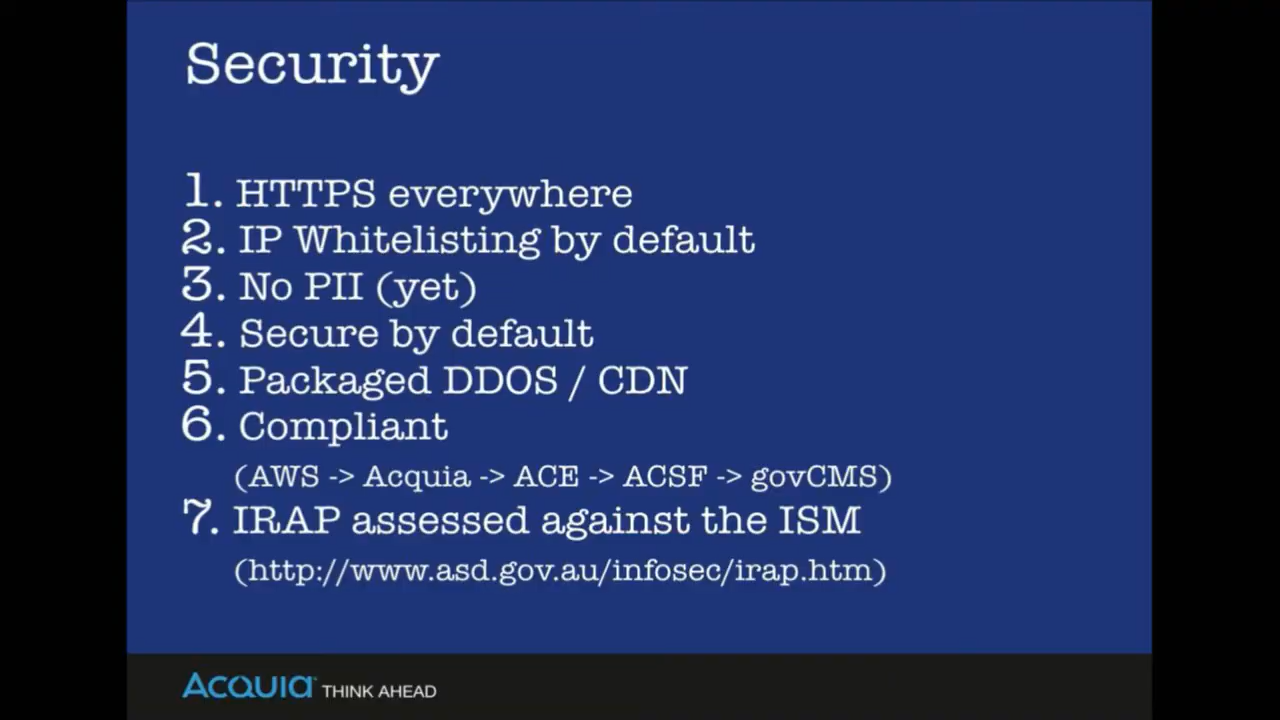 Security
1. HTTPS everywhere
2. IP Whitelisting by default
3. No PII (yet)
4. Secure by default
5. Packaged DDOS / CDN
6. Compliant
(AWS -> Acquia -> ACE -> ACSF -> govCMS)
7. IRAP assessed against the ISM
(http://www.asd.gov.au/infosec/irap.htm)
ACQUIA THINK AHEAD